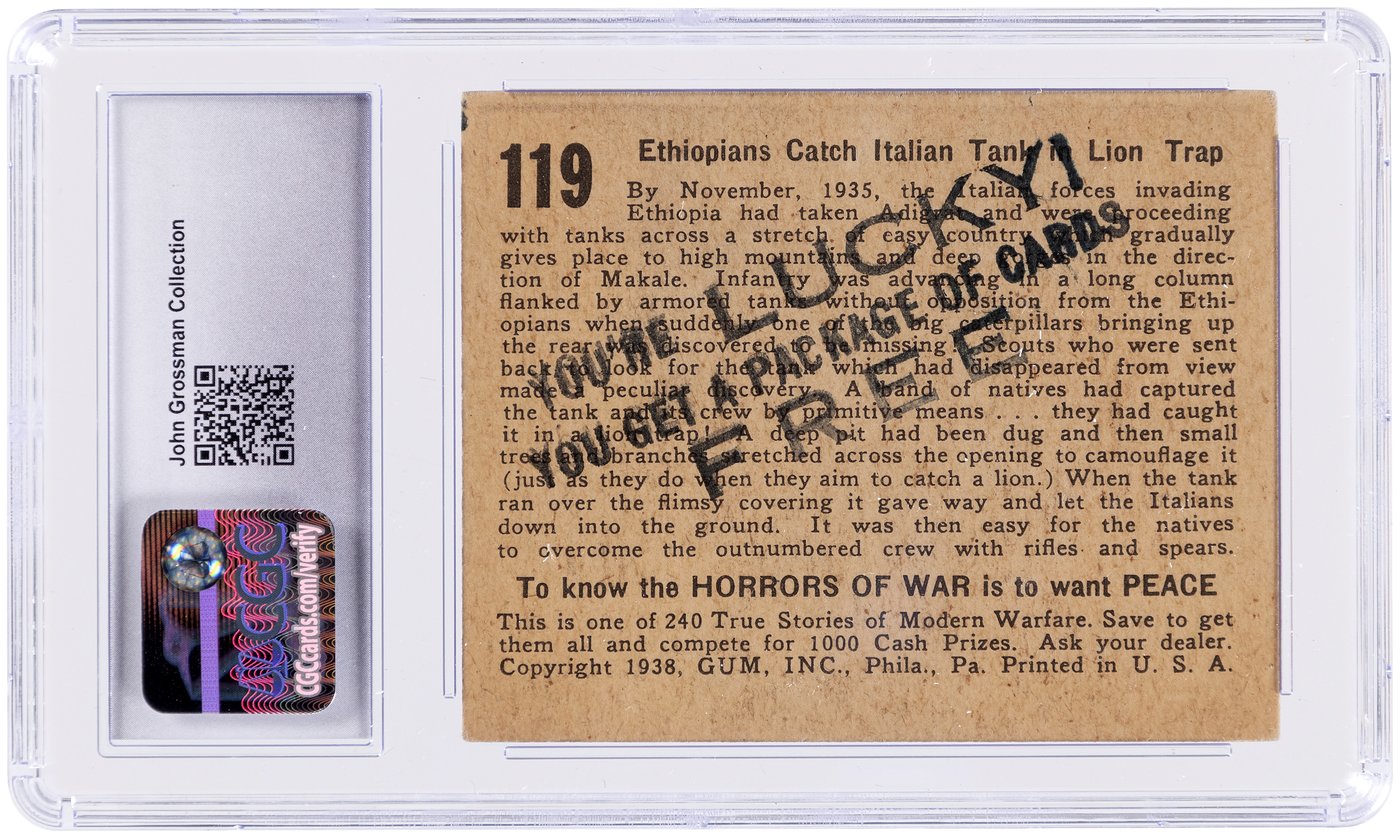 John Grossman Collection
CGC
CGCcards.com/verify
119
Ethiopians Catch Italian Tank in Lion Trap
By November, 1935, the Italian forces invading
Ethiopia had taken Adigrat and were proceeding
with tanks across a stretch of easy country which gradually
gives place to high mountains and deep gorges in the direc-
tion of Makale. Infantry was advancing in a long column
flanked by armored tanks without opposition from the Ethi-
opians when suddenly one of the big caterpillars bringing up
the rear was discovered to be missing! Scouts who were sent
back to look for the tank which had disappeared from view
made a peculiar discovery. A band of natives had captured
the tank and its crew by primitive means . . . they had caught
it in a lion trap! A deep pit had been dug and then small
trees and branches stretched across the opening to camouflage it
(just as they do when they aim to catch a lion.) When the tank
ran over the flimsy covering it gave way and let the Italians
down into the ground. It was then easy for the natives
to overcome the outnumbered crew with rifles and spears.
To know the HORRORS OF WAR is to want PEACE
This is one of 240 True Stories of Modern Warfare. Save to get
them all and compete for 1000 Cash Prizes. Ask your dealer.
Copyright 1938, GUM, INC., Phila., Pa. Printed in U. S. A.
YOU'RE LUCKY!
YOU GET A PACKAGE OF CARDS
FREE